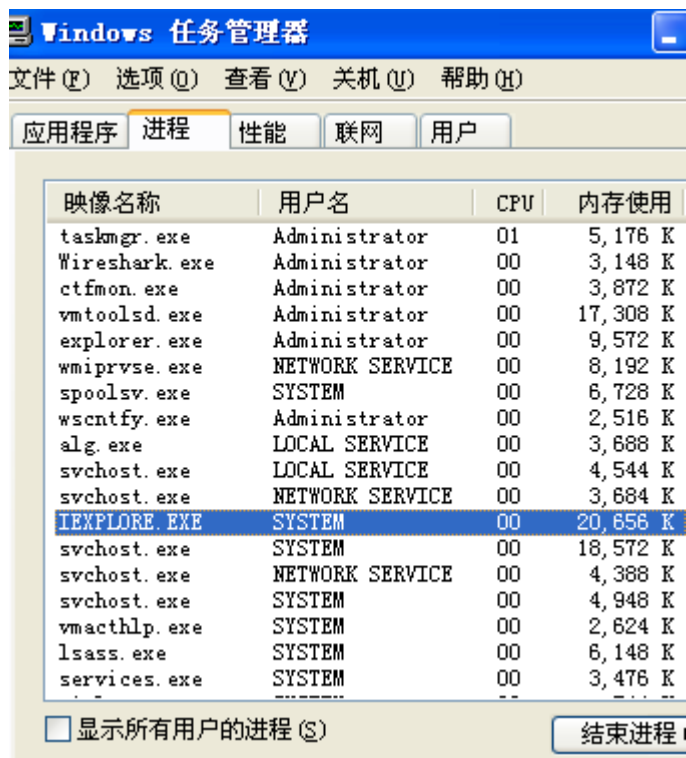 Windows 任务管理器
文件(F) 选项(O) 查看(V) 关机(U) 帮助(H)
应用程序 进程 性能 联网 用户
映像名称 用户名 CPU 内存使用
taskmgr.exe Administrator 01 5,176 K
Wireshark.exe Administrator 00 3,148 K
ctfmon.exe Administrator 00 3,872 K
vmtoolsd.exe Administrator 00 17,308 K
explorer.exe Administrator 00 9,572 K
wmiprvse.exe NETWORK SERVICE 00 8,192 K
spoolsv.exe SYSTEM 00 6,728 K
wscntfy.exe Administrator 00 2,516 K
alg.exe LOCAL SERVICE 00 3,688 K
svchost.exe LOCAL SERVICE 00 4,544 K
svchost.exe NETWORK SERVICE 00 3,684 K
IEXPLORE.EXE SYSTEM 00 20,656 K
svchost.exe SYSTEM 00 18,572 K
svchost.exe NETWORK SERVICE 00 4,388 K
svchost.exe SYSTEM 00 4,948 K
vmacthlp.exe SYSTEM 00 2,624 K
lsass.exe SYSTEM 00 6,148 K
services.exe SYSTEM 00 3,476 K
显示所有用户的进程(S) 结束进程